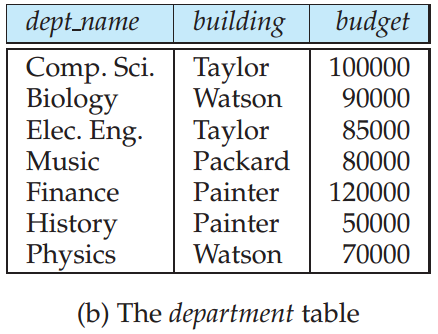 dept_name building budget
Comp. Sci. Taylor 100000
Biology Watson 90000
Elec. Eng. Taylor 85000
Music Packard 80000
Finance Painter 120000
History Painter 50000
Physics Watson 70000
(b) The department table